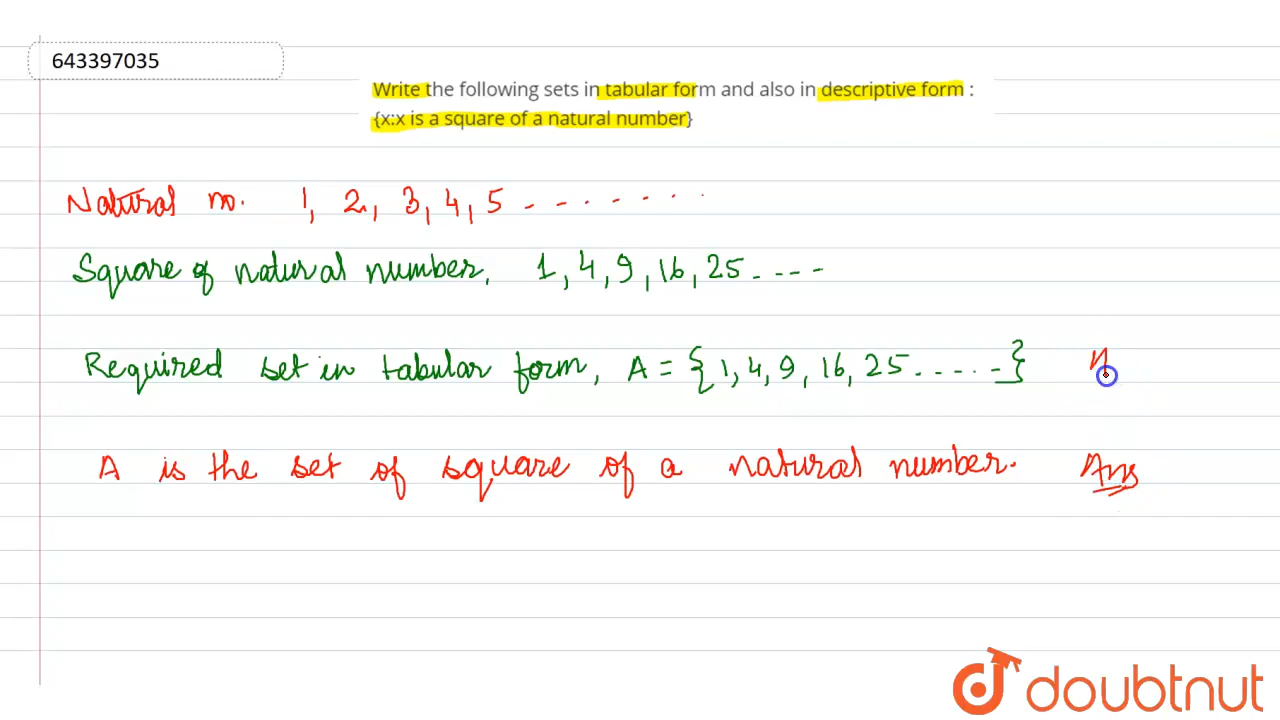 643397035
Write the following sets in tabular form and also in descriptive form :
{x:x is a square of a natural number}
Natural no. 1, 2, 3, 4, 5 - - - - - - - -
Square of natural number, 1, 4, 9, 16, 25 - - - -
Required set in tabular form, A = { 1, 4, 9, 16, 25 - - - - - }
A is the set of square of a natural number. Ans
doubtnut